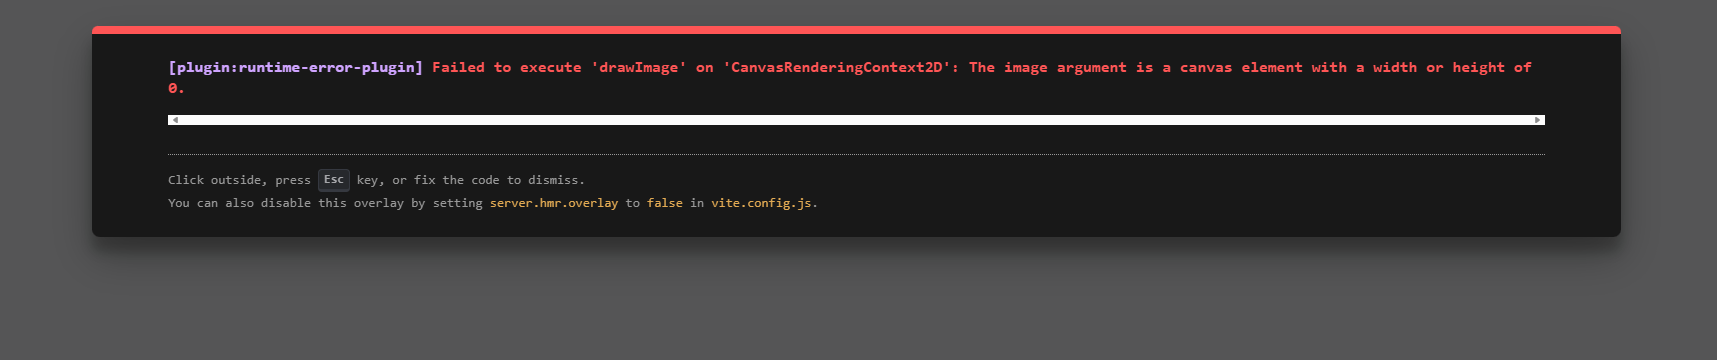 [plugin:runtime-error-plugin] Failed to execute 'drawImage' on 'CanvasRenderingContext2D': The image argument is a canvas element with a width or height of
0.
Click outside, press Esc key, or fix the code to dismiss.
You can also disable this overlay by setting server.hmr.overlay to false in vite.config.js.